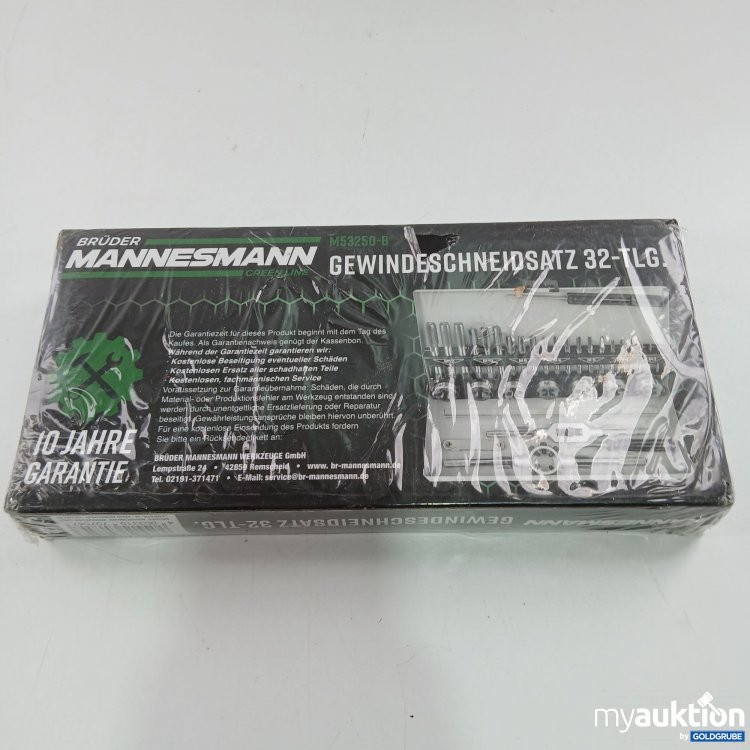 BRÜDER
MANNESMANN
GREEN LINE
M53250-B
GEWINDESCHNEIDSATZ 32-TLG.
Die Garantiezeit für dieses Produkt beginnt mit dem Tag des
Kaufes. Als Garantienachweis genügt der Kassenbon.
Während der Garantiezeit garantieren wir:
- Kostenlose Beseitigung eventueller Schäden
- Kostenlosen Ersatz aller schadhaften Teile
- Kostenlosen, fachmännischen Service
Voraussetzung zur Garantieübernahme: Schäden, die durch
Material- oder Produktionsfehler am Werkzeug entstanden sind
werden durch unentgeltliche Ersatzlieferung oder Reparatur
beseitigt. Gewährleistungsansprüche bleiben hiervon unberührt.
Für eine kostenlose Einsendung des Produkts fordern
Sie bitte ein Rücksendeetikett an:
10 JAHRE
GARANTIE
BRÜDER MANNESMANN WERKZEUGE GmbH
Lempstraße 24 • 42859 Remscheid • www.br-mannesmann.de
Tel. 02191-371471 • E-Mail: service@br-mannesmann.de
GEWINDESCHNEIDSATZ 32-TLG.
MANNESMANN
myauktion
by GOLDGRUBE